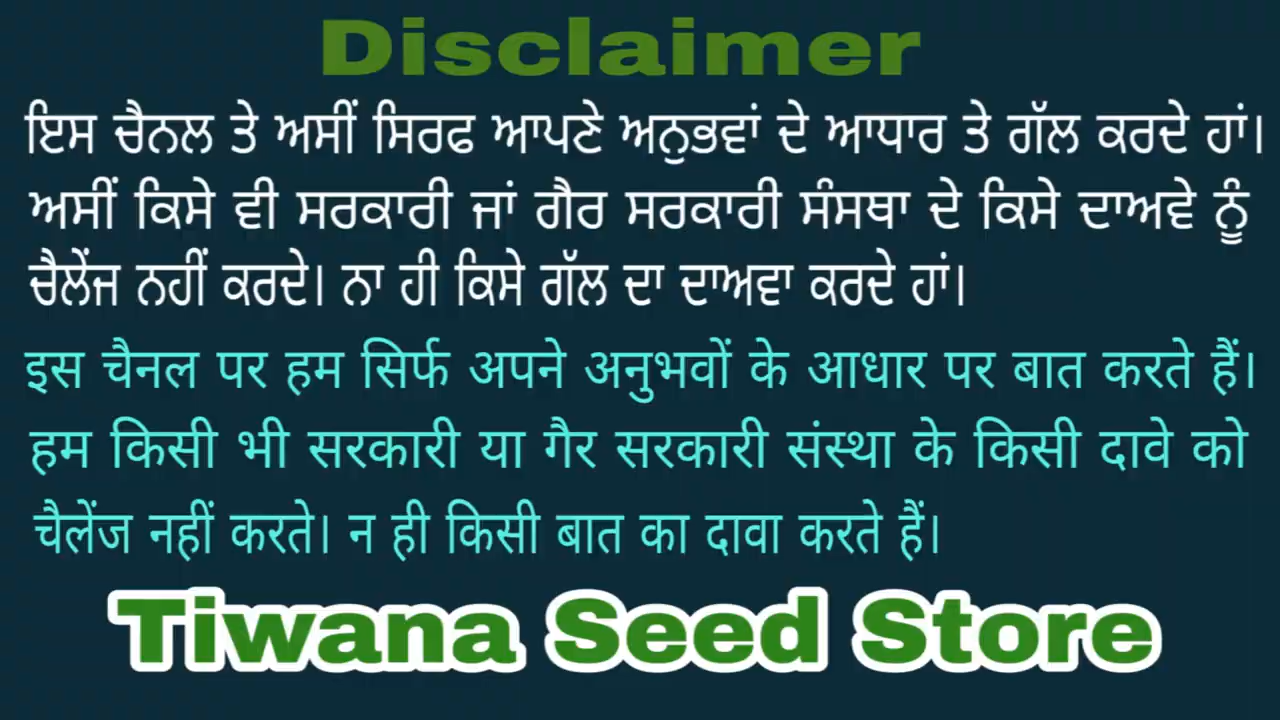 Disclaimer
ਇਸ ਚੈਨਲ ਤੇ ਅਸੀਂ ਸਿਰਫ ਆਪਣੇ ਅਨੁਭਵਾਂ ਦੇ ਆਧਾਰ ਤੇ ਗੱਲ ਕਰਦੇ ਹਾਂ।
ਅਸੀਂ ਕਿਸੇ ਵੀ ਸਰਕਾਰੀ ਜਾਂ ਗੈਰ ਸਰਕਾਰੀ ਸੰਸਥਾ ਦੇ ਕਿਸੇ ਦਾਅਵੇ ਨੂੰ
ਚੈਲੇਂਜ ਨਹੀਂ ਕਰਦੇ। ਨਾ ਹੀ ਕਿਸੇ ਗੱਲ ਦਾ ਦਾਅਵਾ ਕਰਦੇ ਹਾਂ।
इस चैनल पर हम सिर्फ अपने अनुभवों के आधार पर बात करते हैं।
हम किसी भी सरकारी या गैर सरकारी संस्था के किसी दावे को
चैलेंज नहीं करते। न ही किसी बात का दावा करते हैं।
Tiwana Seed Store